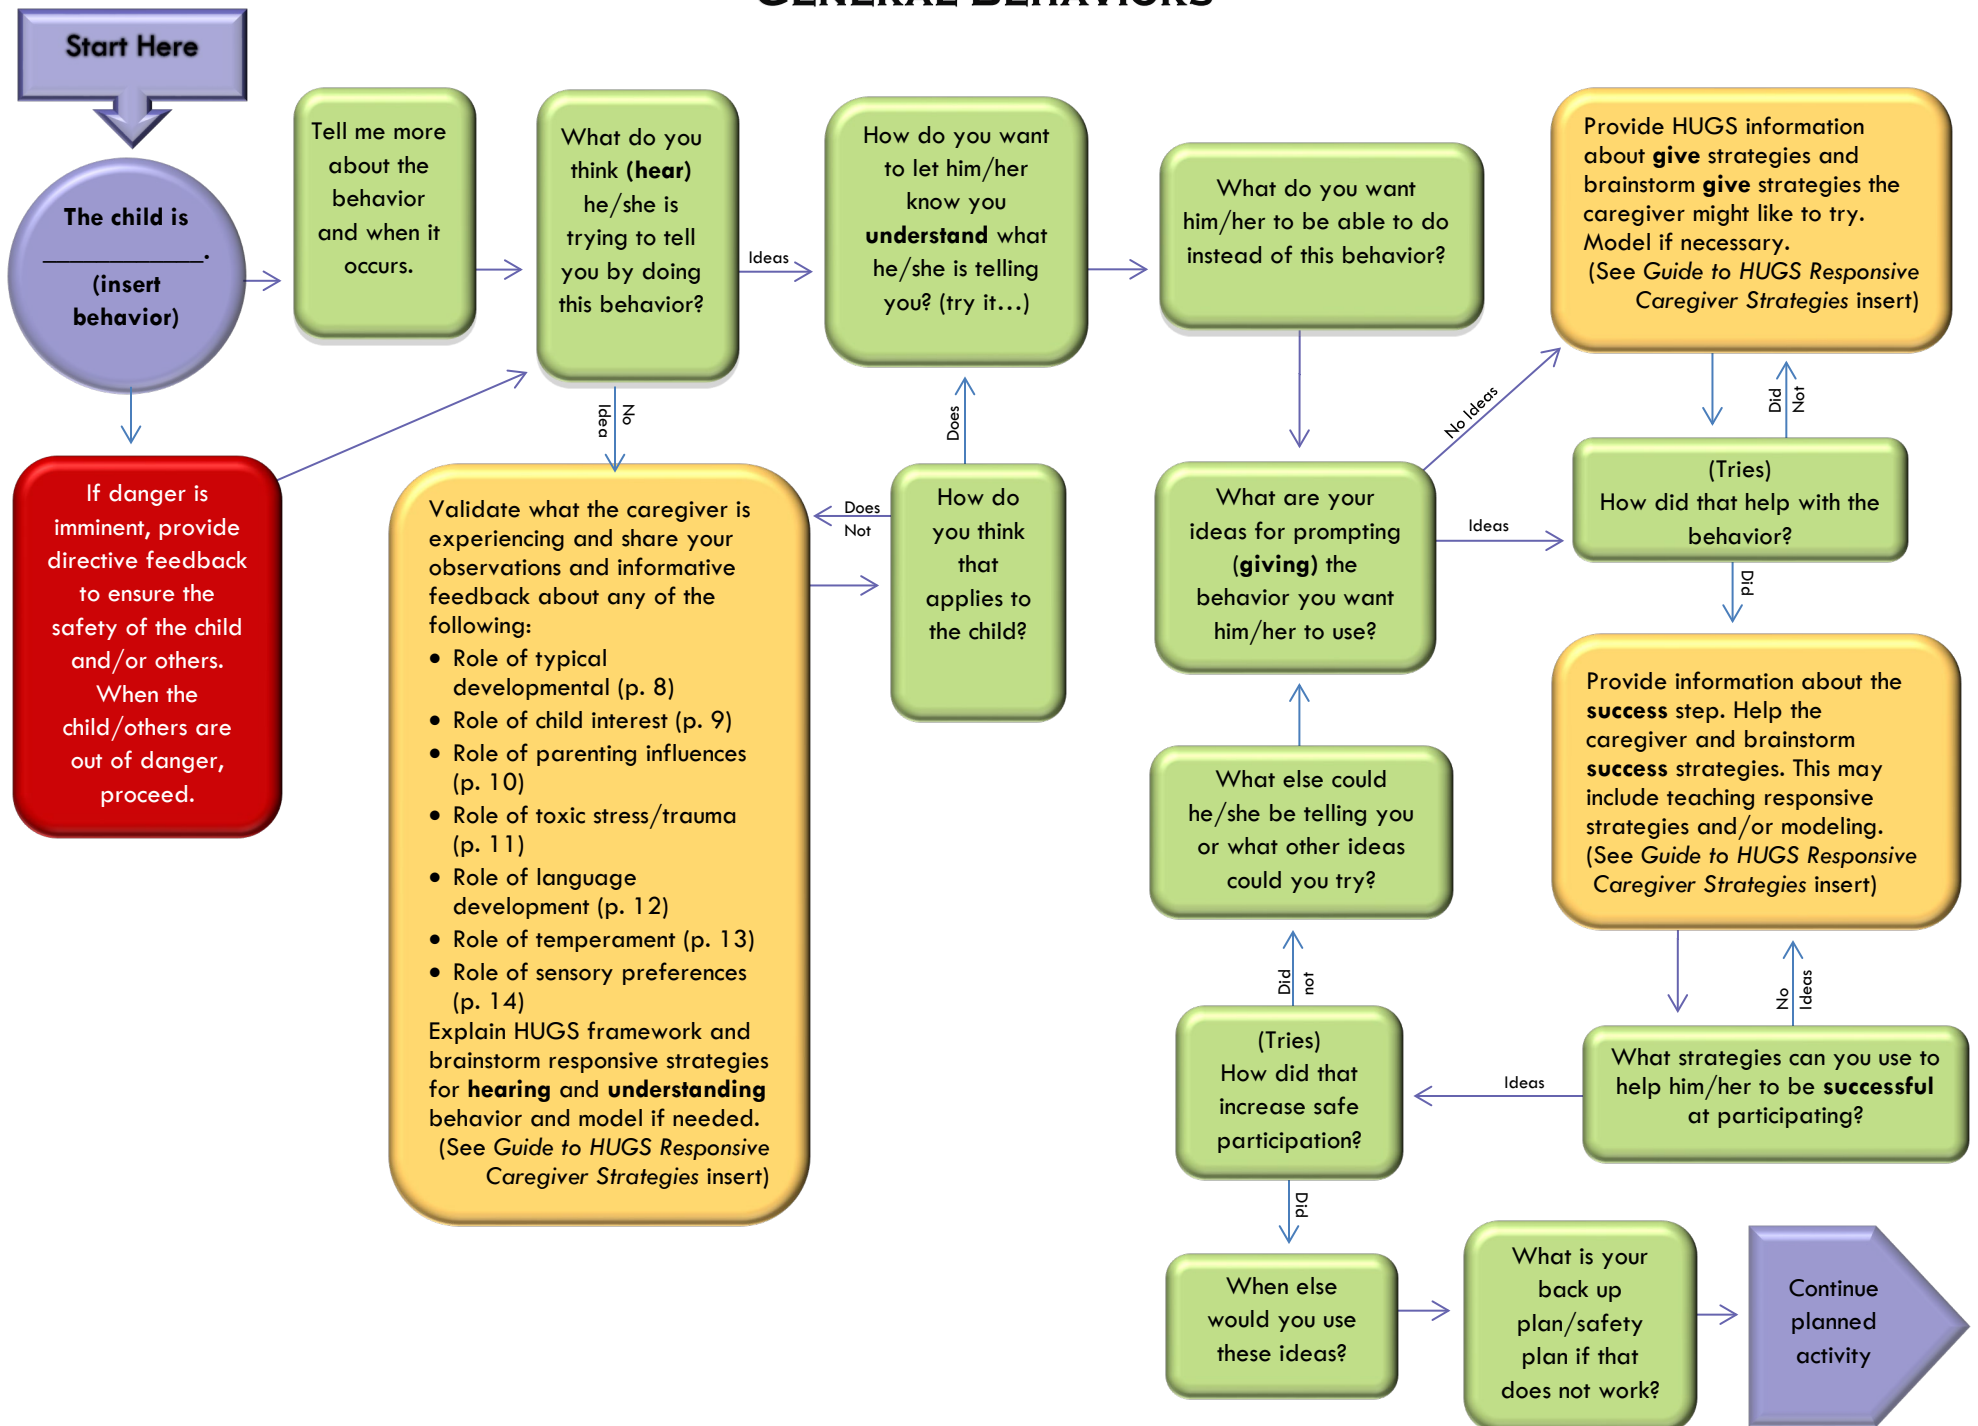 GENERAL BEHAVIORS
Start Here
The child is
____________.
(insert
behavior)
Tell me more
about the
behavior
and when it
occurs.
What do you
think (hear)
he/she is
trying to tell
you by doing
this behavior?
Ideas
How do you want
to let him/her
know you
understand what
he/she is telling
you? (try it…)
What do you want
him/her to be able to do
instead of this behavior?
Provide HUGS information
about give strategies and
brainstorm give strategies the
caregiver might like to try.
Model if necessary.
(See Guide to HUGS Responsive
Caregiver Strategies insert)
No
Idea
Does
No Ideas
Did
Not
If danger is
imminent, provide
directive feedback
to ensure the
safety of the child
and/or others.
When the
child/others are
out of danger,
proceed.
Validate what the caregiver is
experiencing and share your
observations and informative
feedback about any of the
following:
• Role of typical
developmental (p. 8)
• Role of child interest (p. 9)
• Role of parenting influences
(p. 10)
• Role of toxic stress/trauma
(p. 11)
• Role of language
development (p. 12)
• Role of temperament (p. 13)
• Role of sensory preferences
(p. 14)
Explain HUGS framework and
brainstorm responsive strategies
for hearing and understanding
behavior and model if needed.
(See Guide to HUGS Responsive
Caregiver Strategies insert)
Does
Not
How do
you think
that
applies to
the child?
What are your
ideas for prompting
(giving) the
behavior you want
him/her to use?
Ideas
(Tries)
How did that help with the
behavior?
Did
Provide information about the
success step. Help the
caregiver and brainstorm
success strategies. This may
include teaching responsive
strategies and/or modeling.
(See Guide to HUGS Responsive
Caregiver Strategies insert)
What else could
he/she be telling you
or what other ideas
could you try?
Did
not
No
Ideas
(Tries)
How did that
increase safe
participation?
Ideas
What strategies can you use to
help him/her to be successful
at participating?
Did
When else
would you use
these ideas?
What is your
back up
plan/safety
plan if that
does not work?
Continue
planned
activity